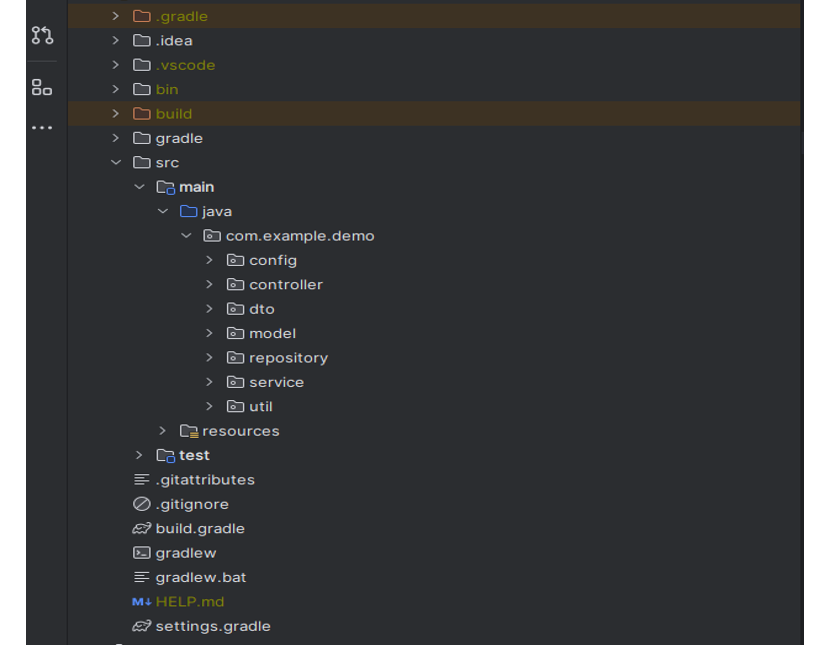 .gradle
.idea
.vscode
bin
build
gradle
src
main
java
com.example.demo
config
controller
dto
model
repository
service
util
resources
test
.gitattributes
.gitignore
build.gradle
gradlew
gradlew.bat
M↓ HELP.md
settings.gradle